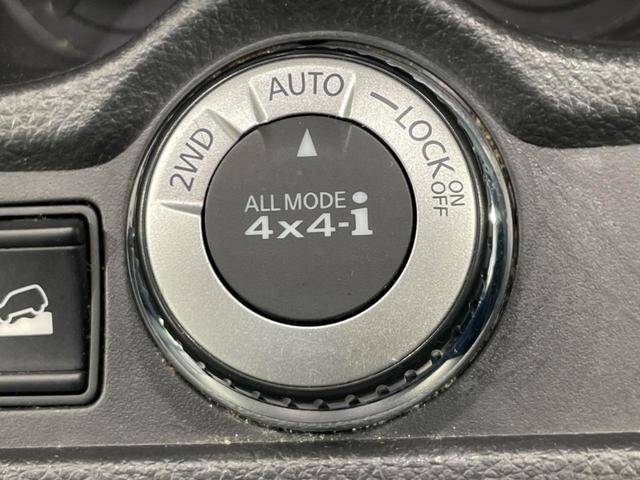 2WD
AUTO
LOCK
ON
OFF
ALL MODE
4x4-i